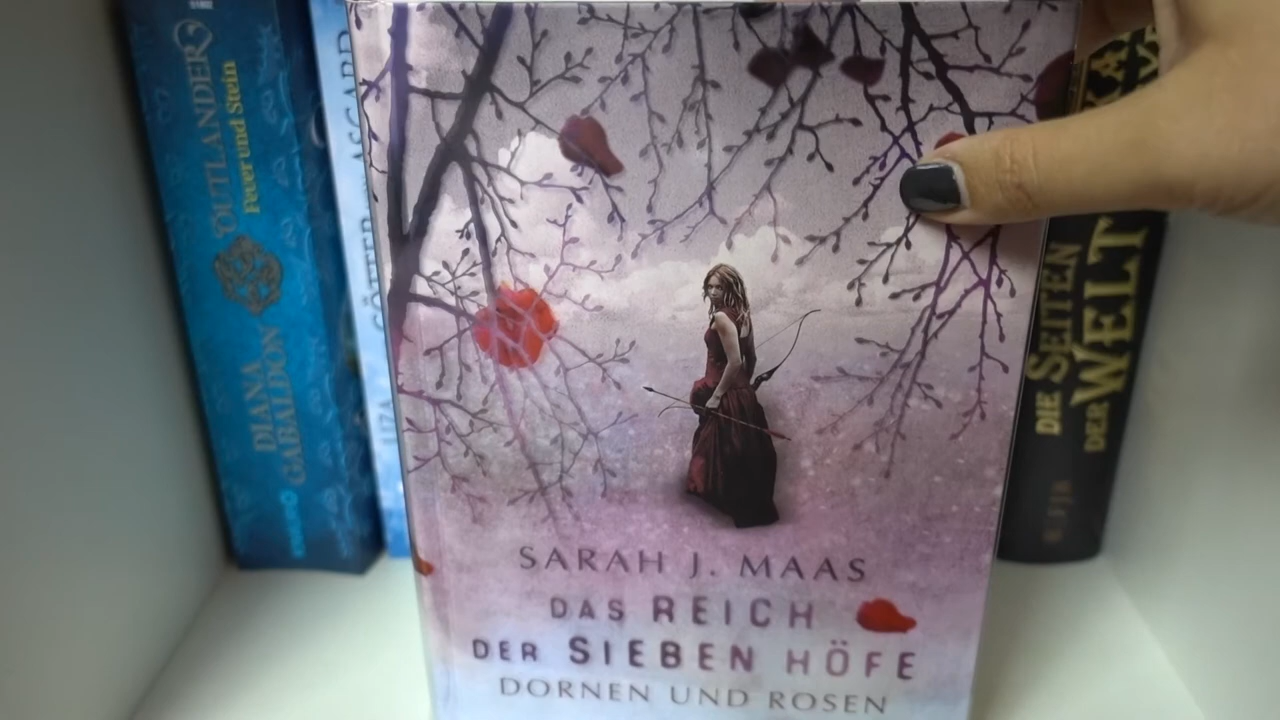 OUTLANDER
Feuer und Stein
DIANA
GABALDON
ASGARD
SARAH J. MAAS
DAS REICH
DER SIEBEN HÖFE
DORNEN UND ROSEN
DIE SEITEN
DER WELT